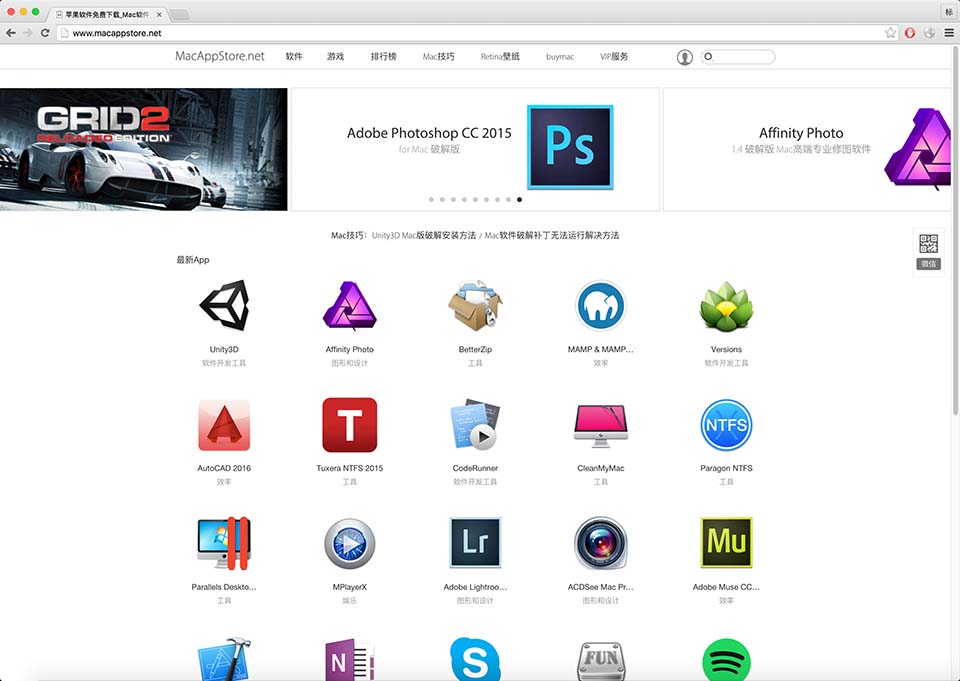 苹果软件免费下载_Mac软件
标
www.macappstore.net
MacAppStore.net 软件 游戏 排行榜 Mac技巧 Retina壁纸 buymac VIP服务
GRID2
RELOADED EDITION
Adobe Photoshop CC 2015
for Mac 破解版
Ps
Affinity Photo
1.4 破解版 Mac高端专业修图软件
Mac技巧: Unity3D Mac版破解安装方法 / Mac软件破解补丁无法运行解决方法
微信
最新App
Unity3D Affinity Photo BetterZip MAMP & MAMP... Versions
软件开发工具 图形和设计 工具 效率 软件开发工具
T NTFS
AutoCAD 2016 Tuxera NTFS 2015 CodeRunner CleanMyMac Paragon NTFS
效率 工具 软件开发工具 工具 工具
Lr Mu
Parallels Deskto... MPlayerX Adobe Lightroo... ACDSee Mac Pr... Adobe Muse CC...
工具 娱乐 图形和设计 图形和设计 效率
N S FUN